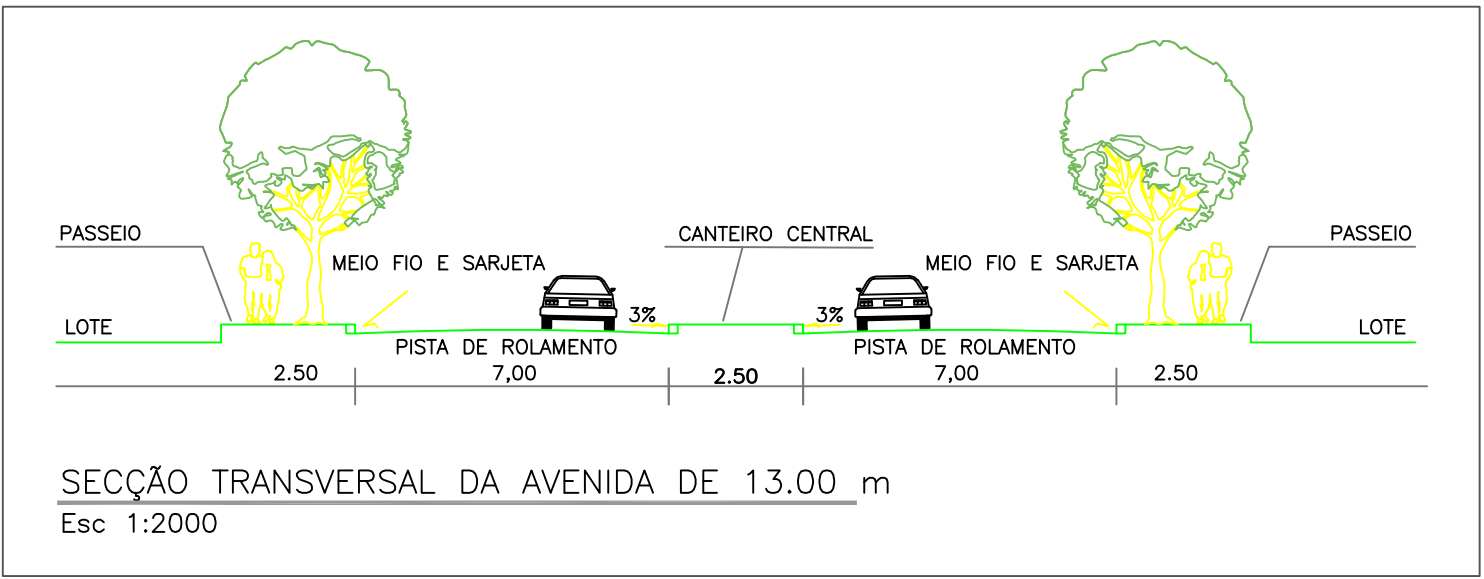 PASSEIO
CANTEIRO CENTRAL
PASSEIO
MEIO FIO E SARJETA
MEIO FIO E SARJETA
LOTE
3%
3%
LOTE
PISTA DE ROLAMENTO
PISTA DE ROLAMENTO
2.50
7,00
2.50
7,00
2.50
SECÇÃO TRANSVERSAL DA AVENIDA DE 13.00 m
Esc 1:2000